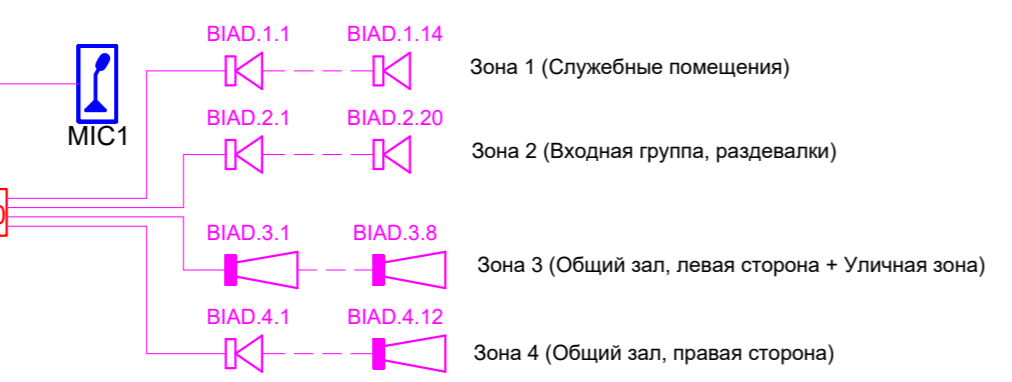 BIAD.1.1 BIAD.1.14
Зона 1 (Служебные помещения)
MIC1
BIAD.2.1 BIAD.2.20
Зона 2 (Входная группа, раздевалки)
BIAD.3.1 BIAD.3.8
Зона 3 (Общий зал, левая сторона + Уличная зона)
BIAD.4.1 BIAD.4.12
Зона 4 (Общий зал, правая сторона)